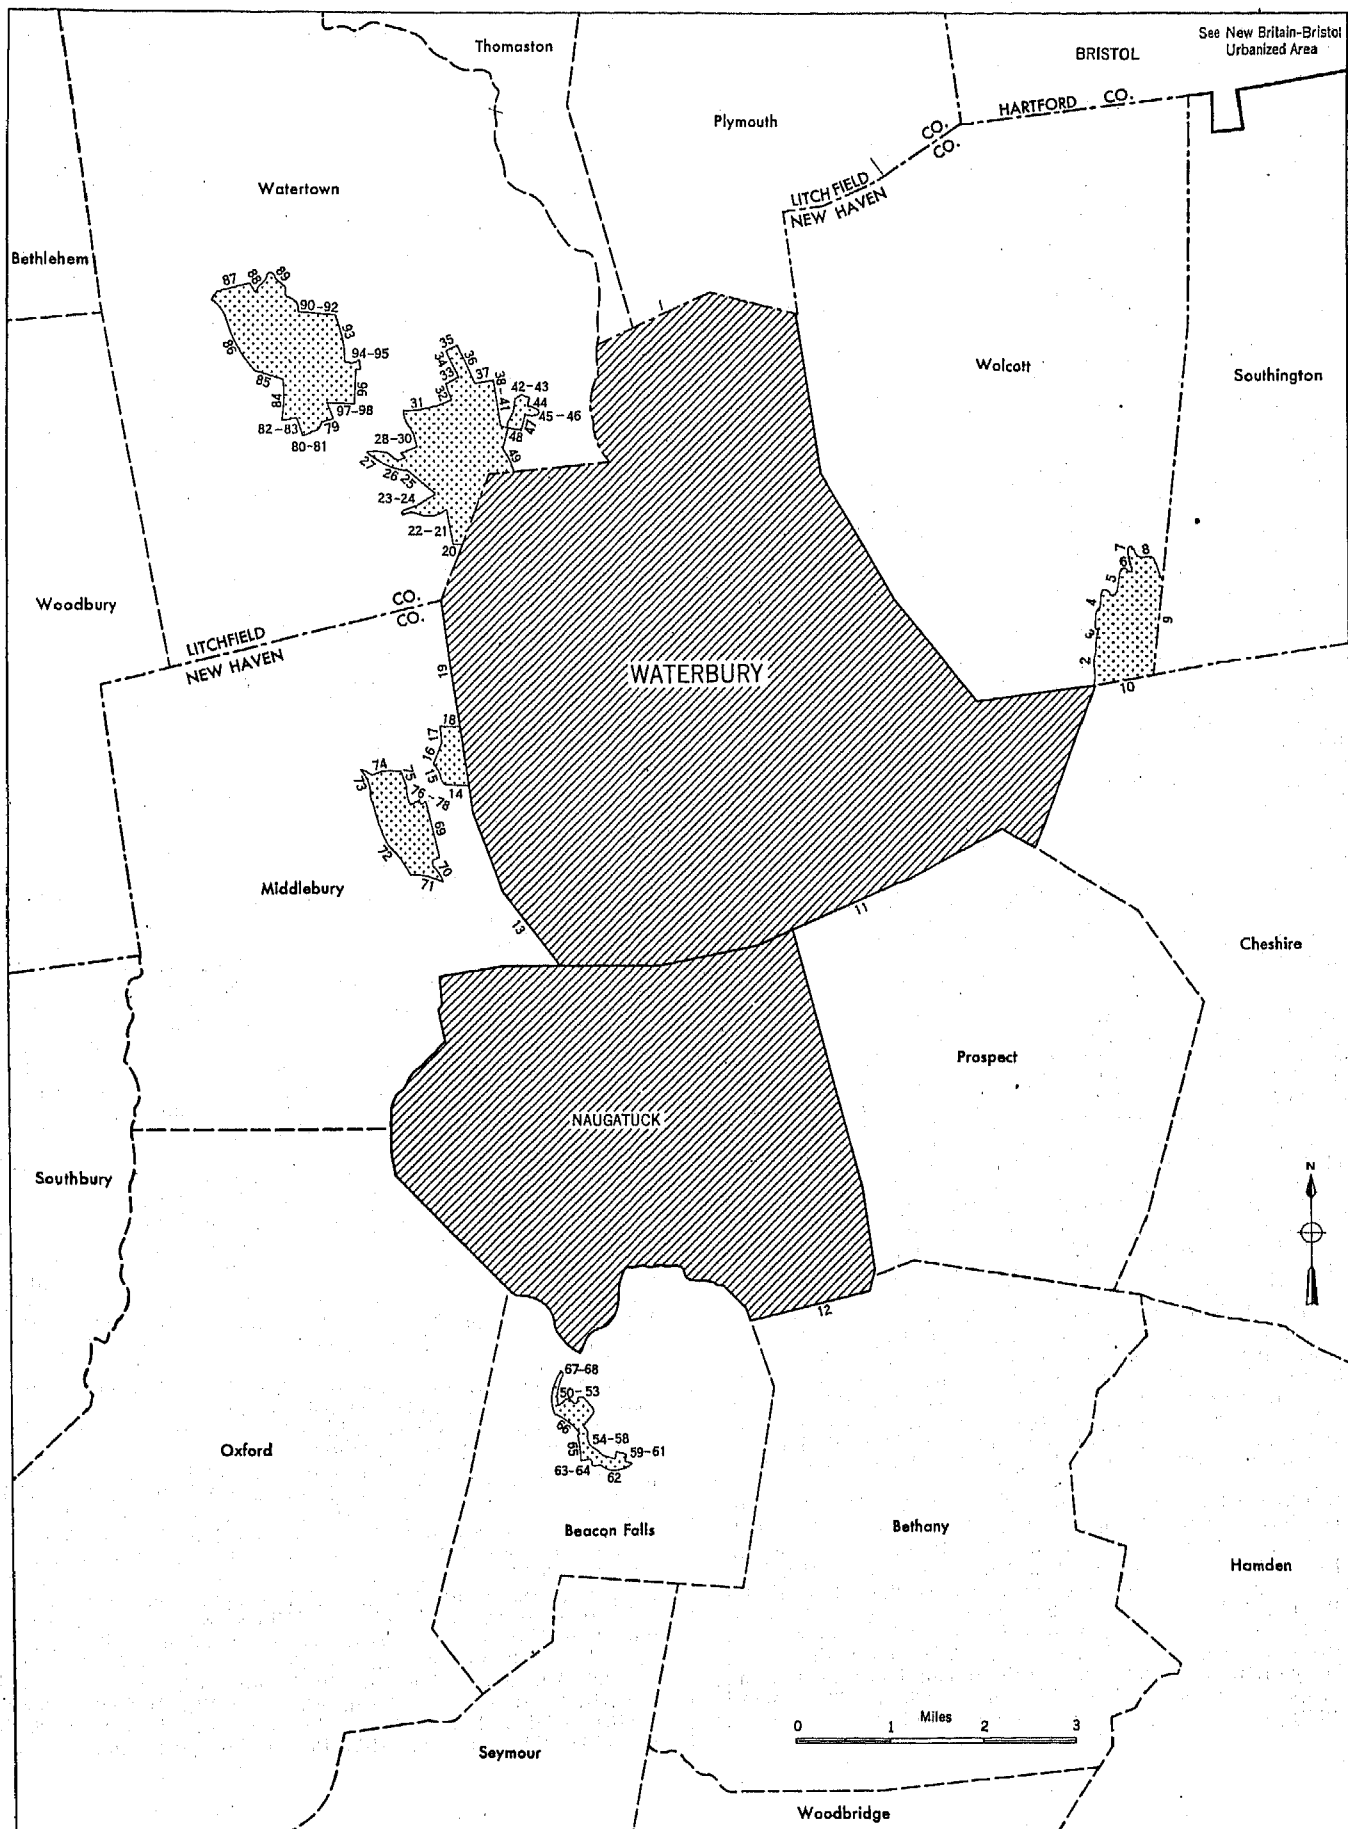 See New Britain-Bristol
Urbanized Area
Thomaston
BRISTOL
HARTFORD CO.
Plymouth
CO.
CO.
LITCHFIELD
NEW HAVEN
Watertown
Bethlehem
87
88
89
90-92
93
94-95
96
97-98
86
85
84
82-83
79
80-81
35
34
36
33
37
32
38-41
42-43
44
45-46
47
48
49
31
28-30
27
26
25
23-24
22-21
20
Wolcott
Southington
7
8
6
5
4
3
2
9
10
Woodbury
CO.
CO.
LITCHFIELD
NEW HAVEN
19
WATERBURY
18
17
16
15
14
74
73
75
76-78
69
72
70
71
Middlebury
13
11
Cheshire
Prospect
NAUGATUCK
Southbury
N
12
67-68
50-53
66
54-58
65
59-61
63-64
62
Oxford
Beacon Falls
Bethany
Hamden
Miles
0 1 2 3
Seymour
Woodbridge